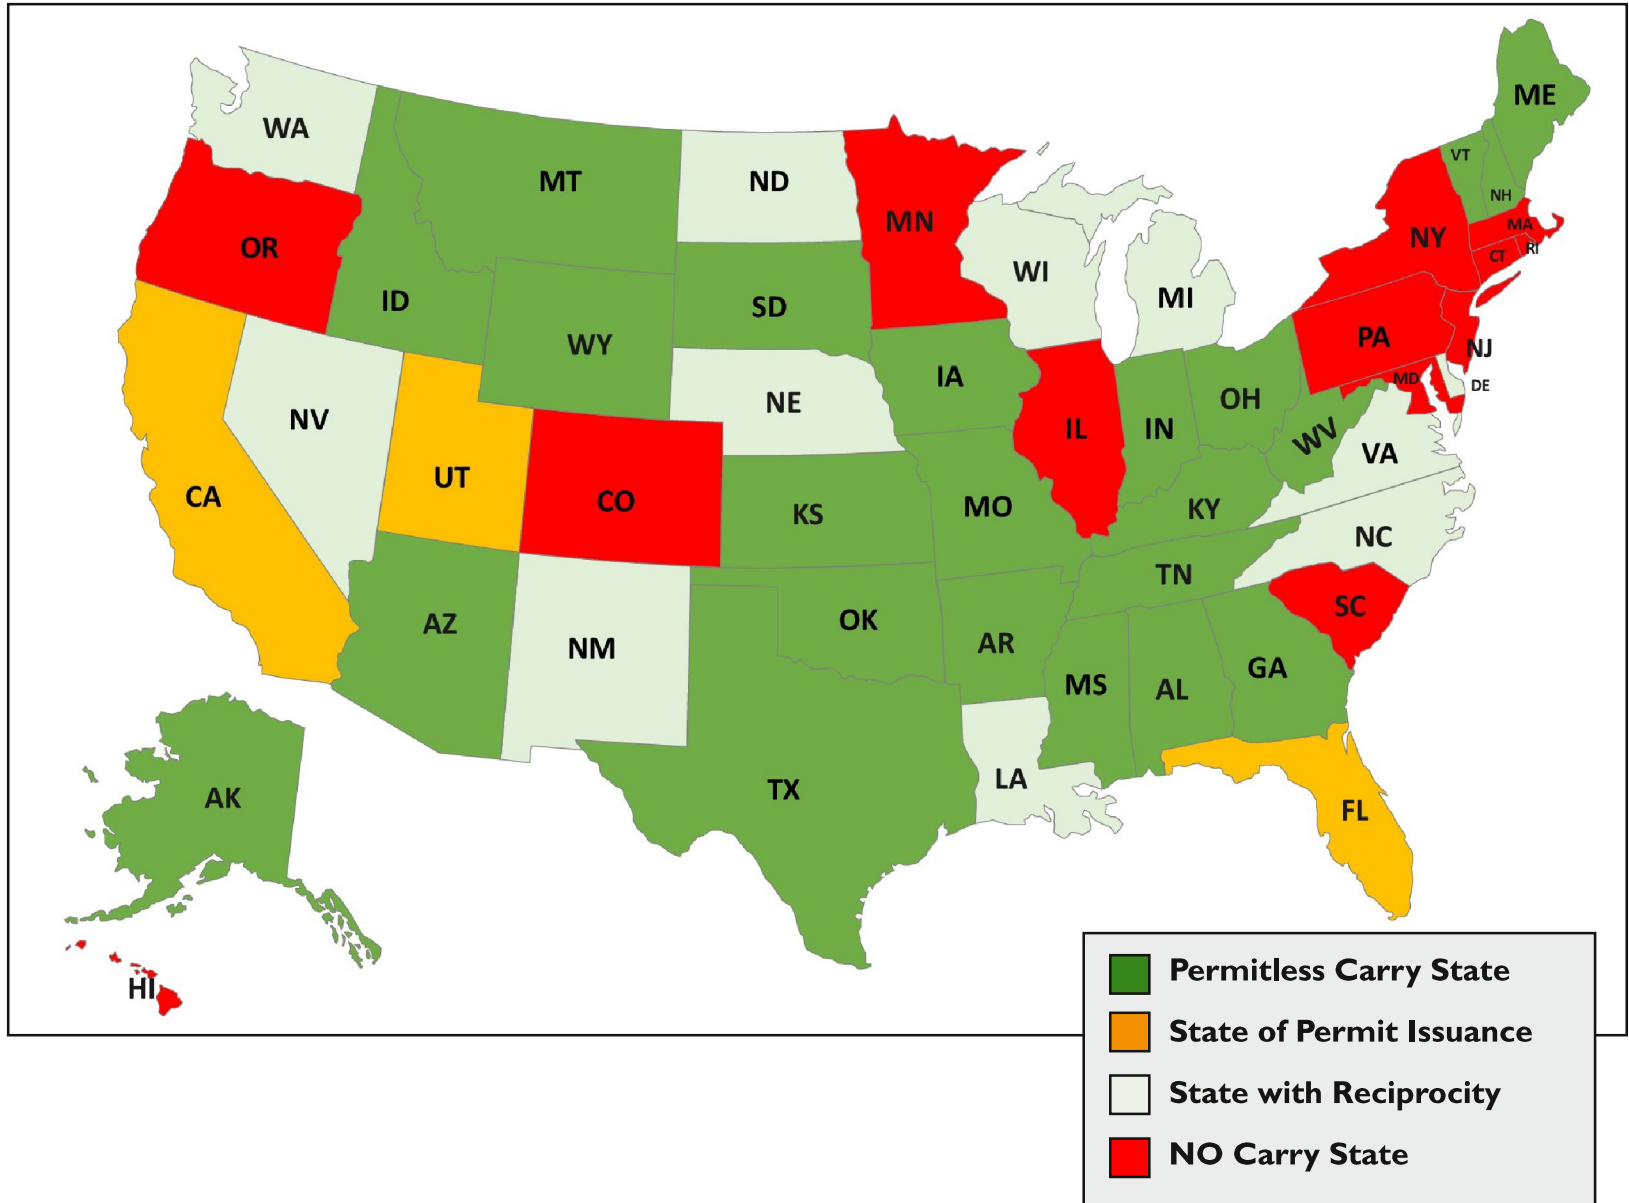 ME
WA
VT
MT
ND
NH
MN
MA
NY
OR
RI
CT
WI
MI
ID
SD
PA
WY
NJ
IA
MD
DE
NE
OH
NV
IL
IN
WV
VA
UT
CA
CO
MO
KS
KY
NC
TN
SC
OK
AZ
AR
NM
GA
MS
AL
LA
TX
AK
FL
HI
Permitless Carry State
State of Permit Issuance
State with Reciprocity
NO Carry State